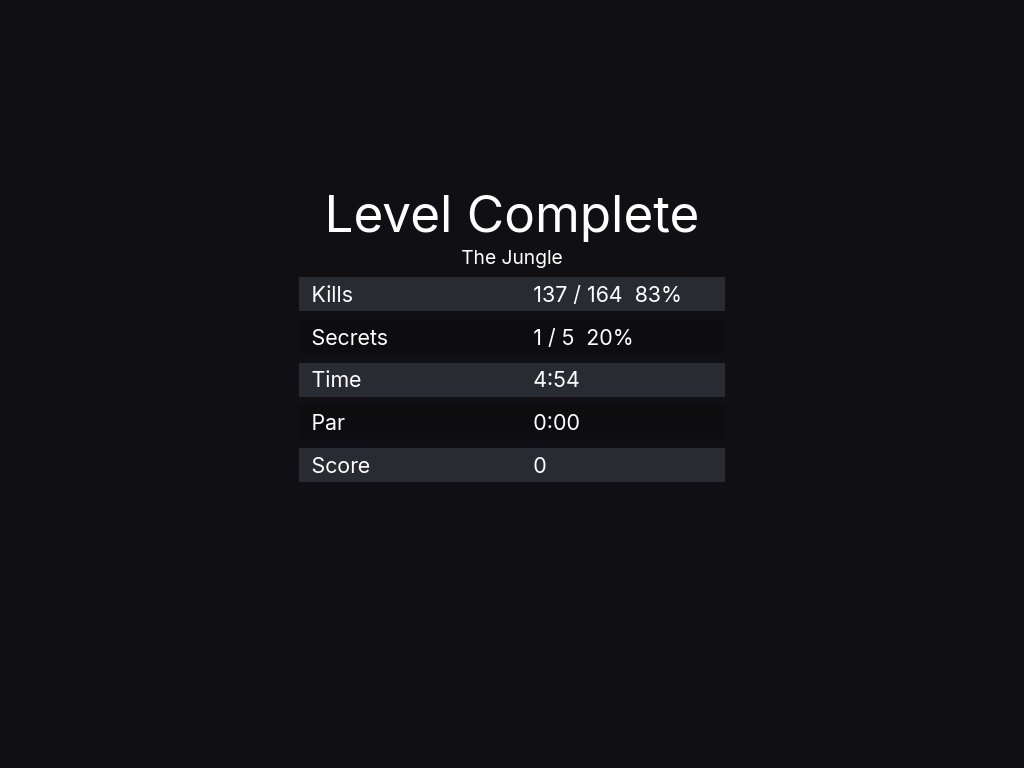 Level Complete
The Jungle
Kills 137 / 164 83%
Secrets 1 / 5 20%
Time 4:54
Par 0:00
Score 0